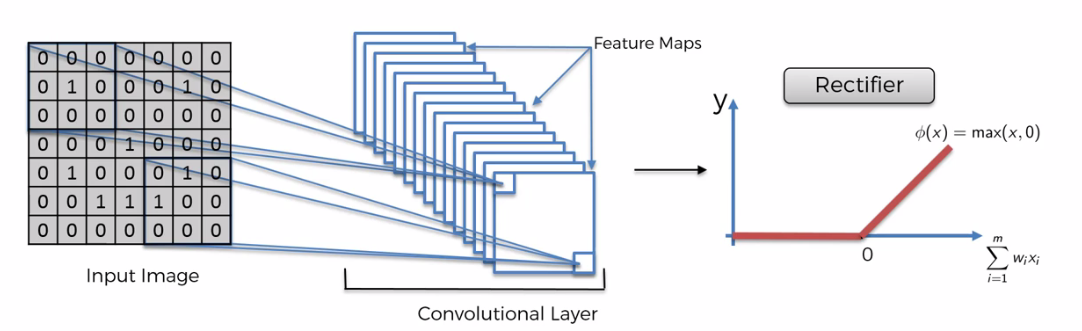 0 0 0 0 0 0 0
0 1 0 0 0 1 0
0 0 0 0 0 0 0
0 0 0 1 0 0 0
0 1 0 0 0 1 0
0 0 1 1 1 0 0
0 0 0 0 0 0 0
Input Image
Feature Maps
Convolutional Layer
Rectifier
y
ϕ(x) = max(x, 0)
0
m
∑ wᵢxᵢ
i=1